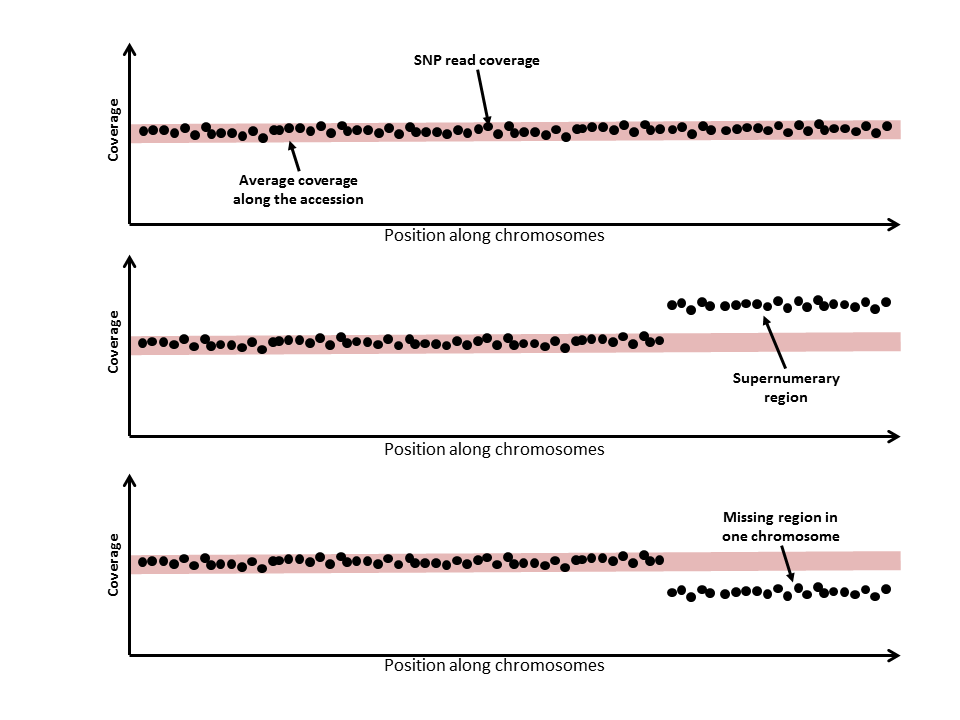 SNP read coverage
Coverage
Average coverage
along the accession
Position along chromosomes
Coverage
Supernumerary
region
Position along chromosomes
Missing region in
one chromosome
Coverage
Position along chromosomes